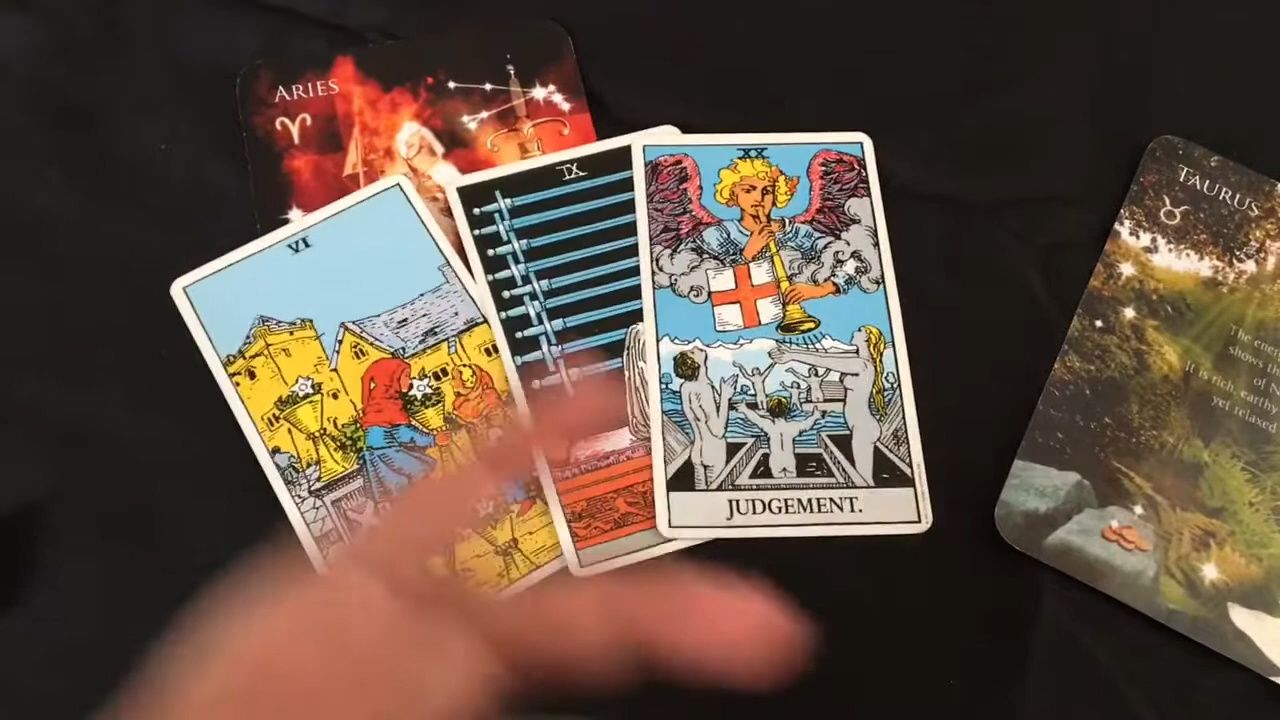 ARIES
VI
IX
XX
JUDGEMENT.
TAURUS
The ener
shows th
of N
it is rich, earthy
yet relaxed